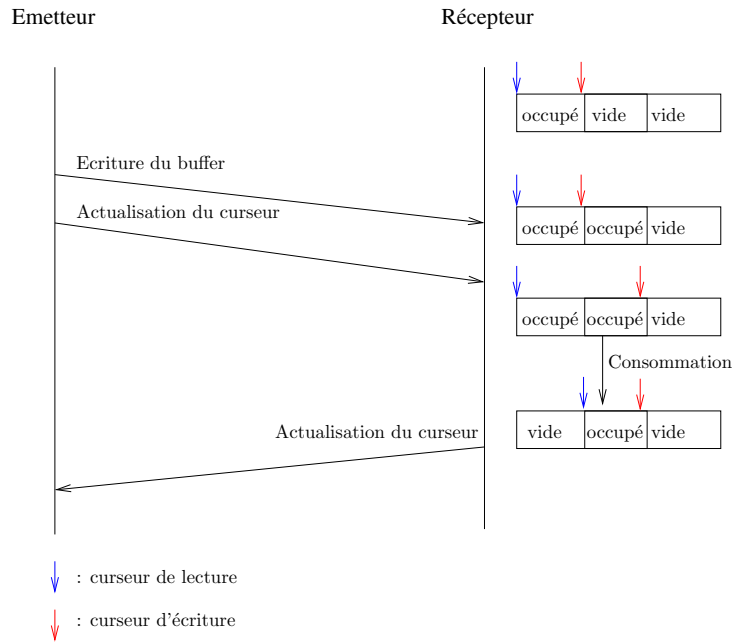 Emetteur
Récepteur
occupé vide vide
Ecriture du buffer
Actualisation du curseur
occupé occupé vide
occupé occupé vide
Consommation
vide occupé vide
Actualisation du curseur
: curseur de lecture
: curseur d'écriture